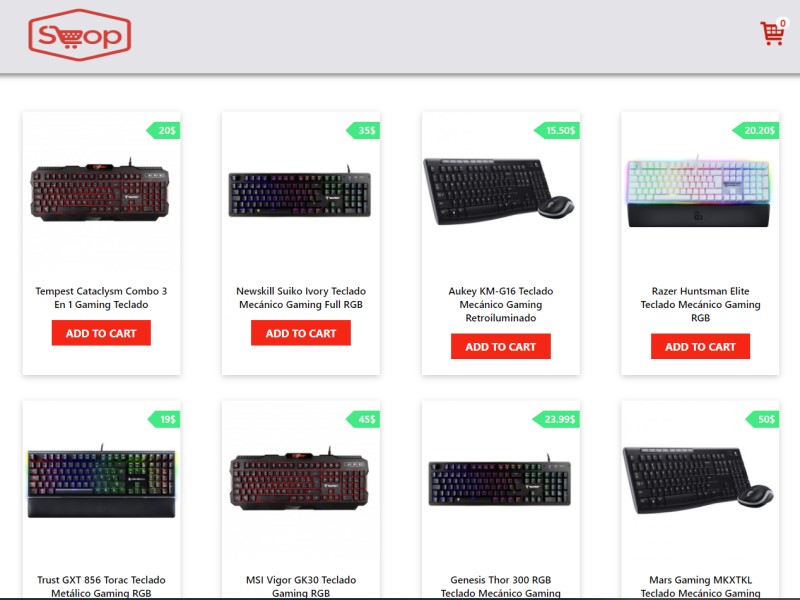 Shop
0
20$
35$
15.50$
20.20$
Tempest Cataclysm Combo 3
En 1 Gaming Teclado
ADD TO CART
Newskill Suiko Ivory Teclado
Mecánico Gaming Full RGB
ADD TO CART
Aukey KM-G16 Teclado
Mecánico Gaming
Retroiluminado
ADD TO CART
Razer Huntsman Elite
Teclado Mecánico Gaming
RGB
ADD TO CART
19$
45$
23.99$
50$
Trust GXT 856 Torac Teclado
Metálico Gaming RGB
MSI Vigor GK30 Teclado
Gaming RGB
Genesis Thor 300 RGB
Teclado Mecánico Gaming
Mars Gaming MKXTKL
Teclado Mecánico Gaming